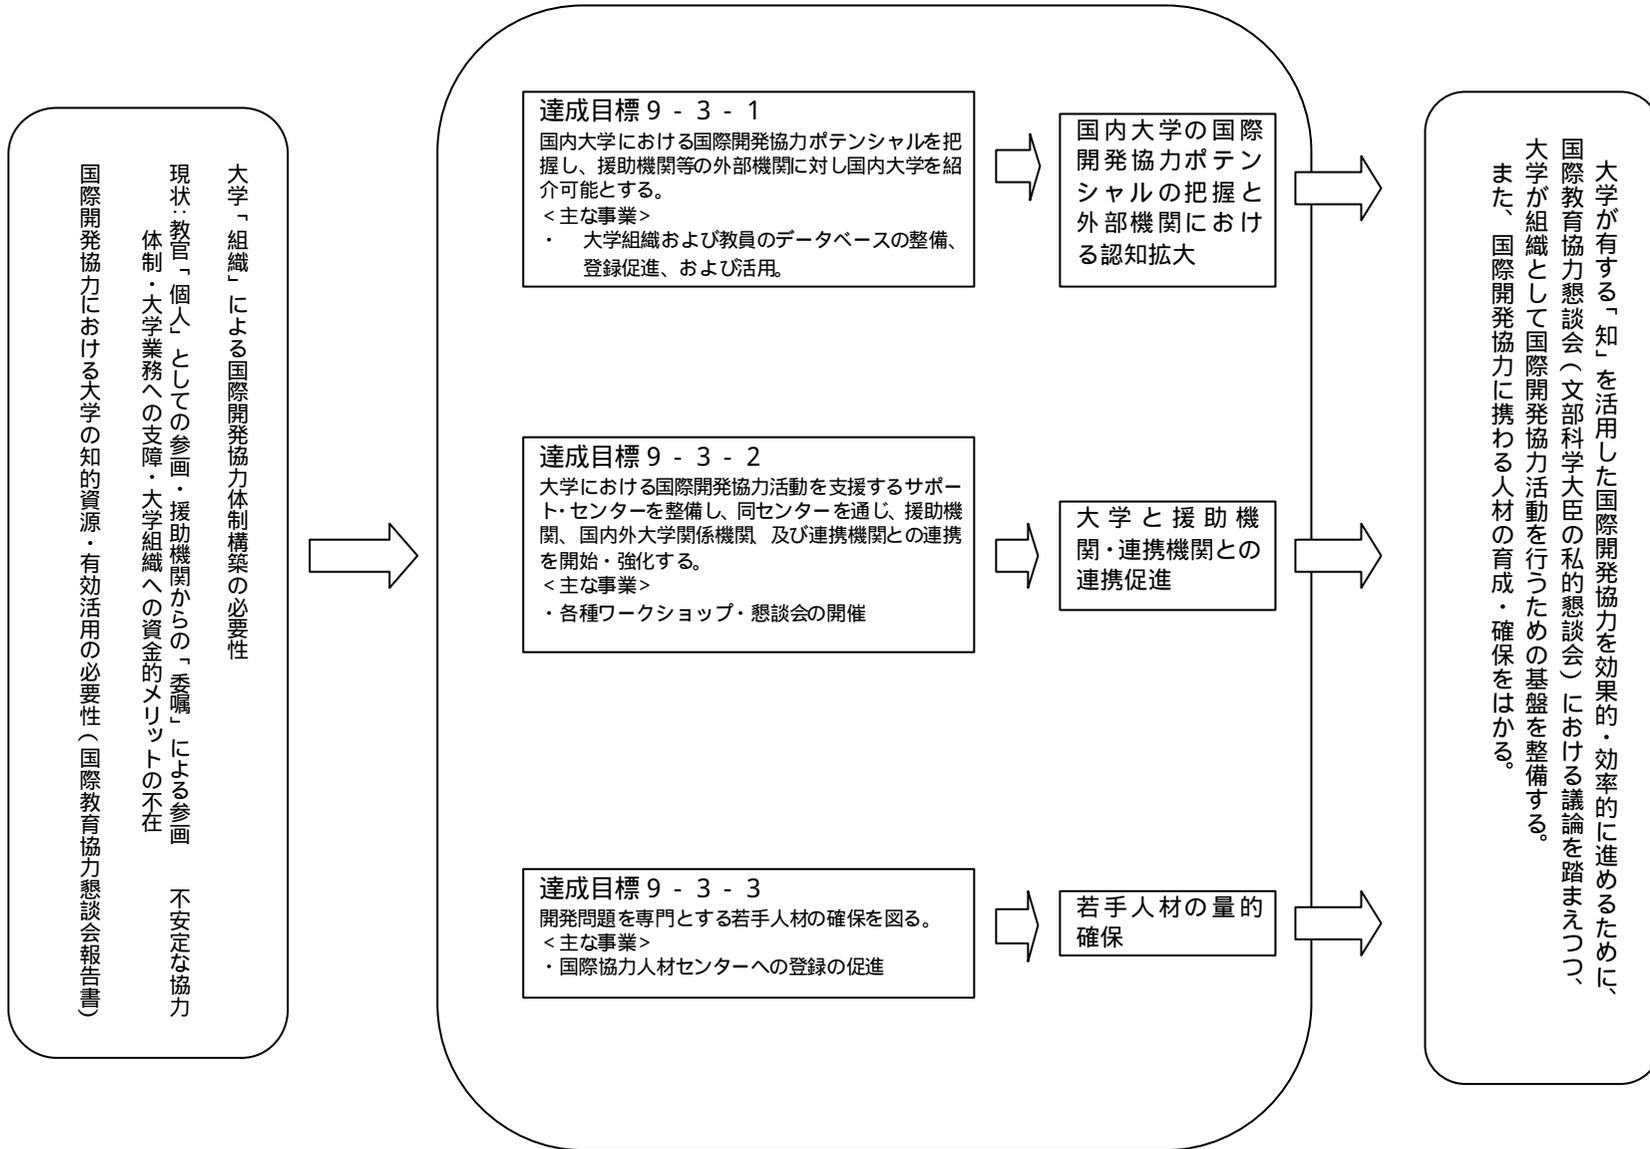 大学「組織」による国際開発協力体制構築の必要性
現状：教官「個人」としての参画・援助機関からの「委嘱」による参画　不安定な協力
体制・大学業務への支障・大学組織への資金的メリットの不在
国際開発協力における大学の知的資源・有効活用の必要性（国際教育協力懇談会報告書）
達成目標９-３-１
国内大学における国際開発協力ポテンシャルを把
握し、援助機関等の外部機関に対し国内大学を紹
介可能とする。
<主な事業>
・　大学組織および教員のデータベースの整備、
登録促進、および活用。
国内大学の国際
開発協力ポテン
シャルの把握と
外部機関におけ
る認知拡大
達成目標９-３-２
大学における国際開発協力活動を支援するサポー
ト・センターを整備し、同センターを通じ、援助機
関、国内外大学関係機関、及び連携機関との連携
を開始・強化する。
<主な事業>
・各種ワークショップ・懇談会の開催
大学と援助機
関・連携機関との
連携促進
達成目標９-３-３
開発問題を専門とする若手人材の確保を図る。
<主な事業>
・国際協力人材センターへの登録の促進
若手人材の量的
確保
大学が有する「知」を活用した国際開発協力を効果的・効率的に進めるために、
国際教育協力懇談会（文部科学大臣の私的懇談会）における議論を踏まえつつ、
大学が組織として国際開発協力活動を行うための基盤を整備する。
また、国際開発協力に携わる人材の育成・確保をはかる。